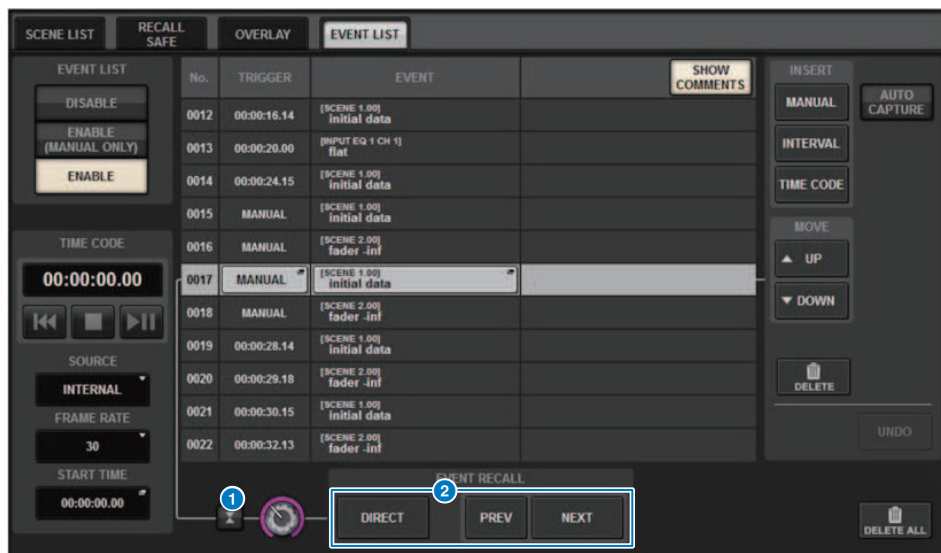 SCENE LIST
RECALL
SAFE
OVERLAY
EVENT LIST
EVENT LIST
DISABLE
ENABLE
(MANUAL ONLY)
ENABLE
TIME CODE
00:00:00.00
SOURCE
INTERNAL
FRAME RATE
30
START TIME
00:00:00.00
No. TRIGGER EVENT SHOW COMMENTS
0012 00:00:16.14 [SCENE 1.00] initial data
0013 00:00:20.00 [INPUT EQ 1 CH 1] flat
0014 00:00:24.15 [SCENE 1.00] initial data
0015 MANUAL [SCENE 1.00] initial data
0016 MANUAL [SCENE 2.00] fader -inf
0017 MANUAL [SCENE 1.00] initial data
0018 MANUAL [SCENE 2.00] fader -inf
0019 00:00:28.14 [SCENE 1.00] initial data
0020 00:00:29.18 [SCENE 2.00] fader -inf
0021 00:00:30.15 [SCENE 1.00] initial data
0022 00:00:32.13 [SCENE 2.00] fader -inf
INSERT
MANUAL
AUTO
CAPTURE
INTERVAL
TIME CODE
MOVE
UP
DOWN
DELETE
UNDO
EVENT RECALL
1
2
DIRECT PREV NEXT
DELETE ALL